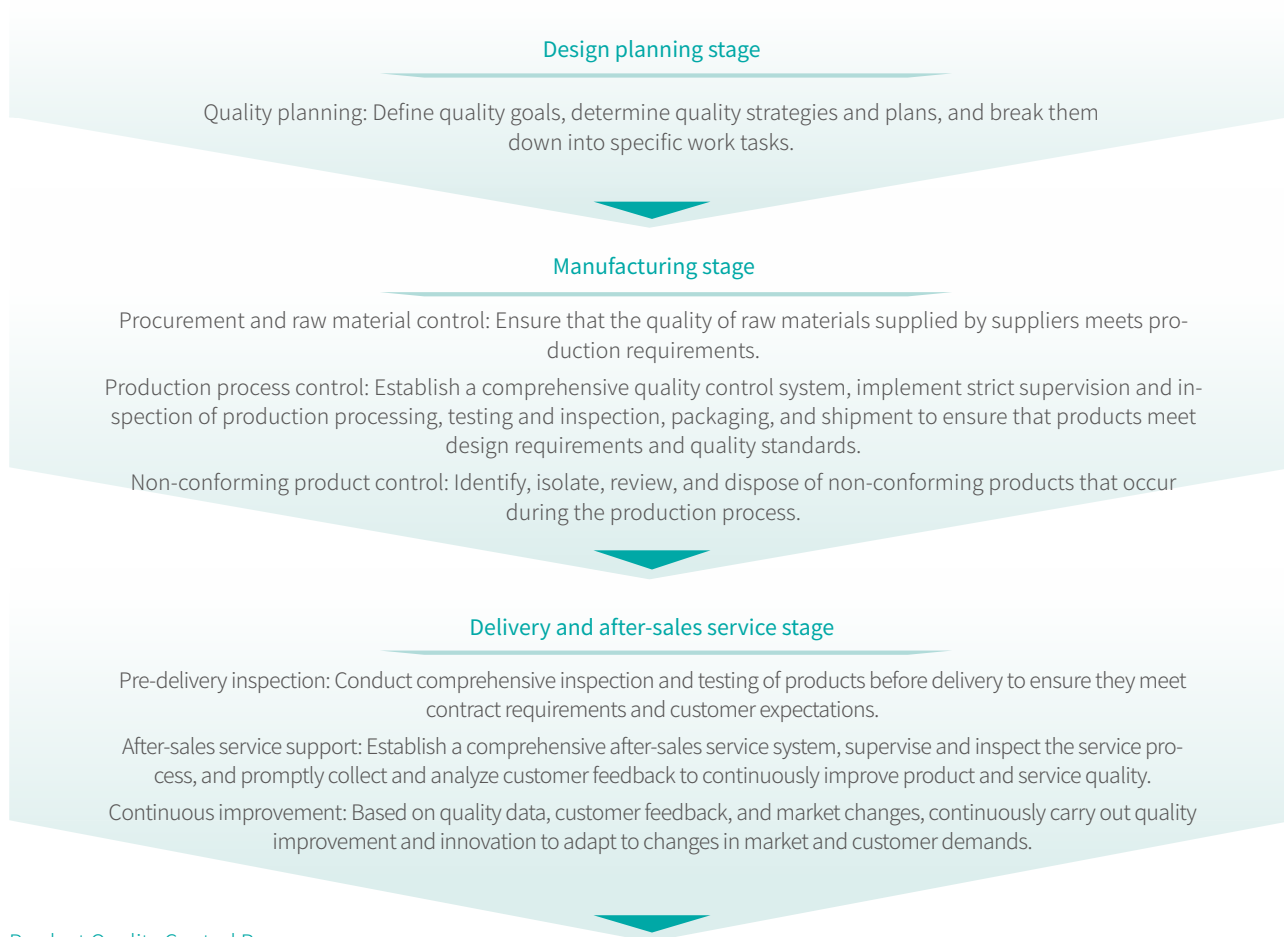 Design planning stage
Quality planning: Define quality goals, determine quality strategies and plans, and break them
down into specific work tasks.
Manufacturing stage
Procurement and raw material control: Ensure that the quality of raw materials supplied by suppliers meets pro-
duction requirements.
Production process control: Establish a comprehensive quality control system, implement strict supervision and in-
spection of production processing, testing and inspection, packaging, and shipment to ensure that products meet
design requirements and quality standards.
Non-conforming product control: Identify, isolate, review, and dispose of non-conforming products that occur
during the production process.
Delivery and after-sales service stage
Pre-delivery inspection: Conduct comprehensive inspection and testing of products before delivery to ensure they meet
contract requirements and customer expectations.
After-sales service support: Establish a comprehensive after-sales service system, supervise and inspect the service pro-
cess, and promptly collect and analyze customer feedback to continuously improve product and service quality.
Continuous improvement: Based on quality data, customer feedback, and market changes, continuously carry out quality
improvement and innovation to adapt to changes in market and customer demands.